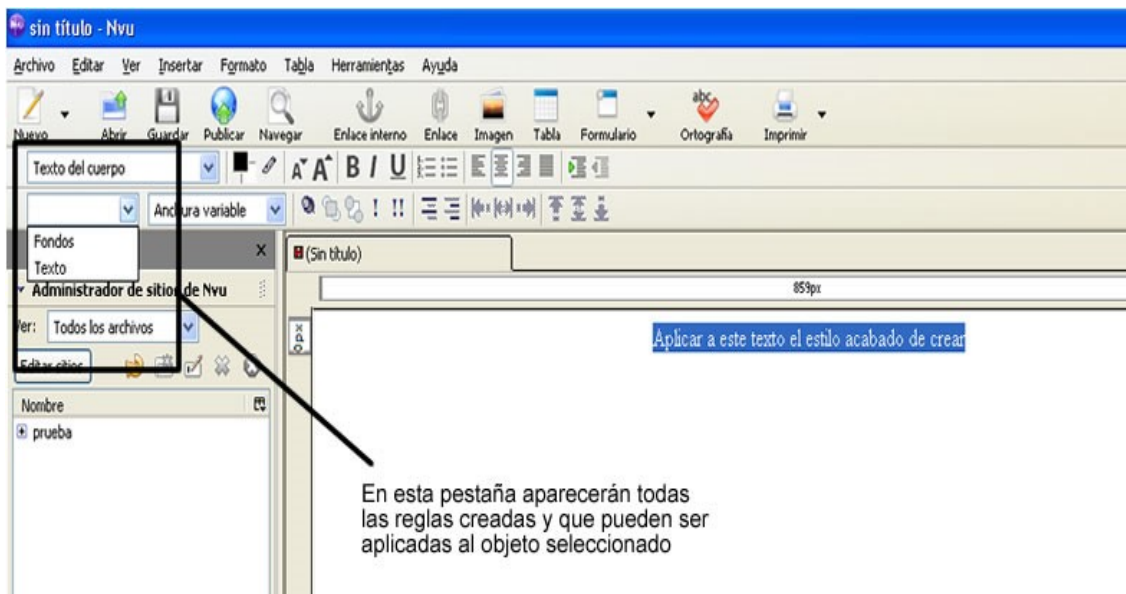 sin título - Nvu
Archivo Editar Ver Insertar Formato Tabla Herramientas Ayuda
Nuevo Abrir Guardar Publicar Navegar Enlace interno Enlace Imagen Tabla Formulario Ortografía Imprimir
Texto del cuerpo
Anchura variable
Fondos
Texto
(Sin título)
Administrador de sitios de Nvu
859px
Ver: Todos los archivos
0px
Aplicar a este texto el estilo acabado de crear
Editar sitios
Nombre
prueba
En esta pestaña aparecerán todas
las reglas creadas y que pueden ser
aplicadas al objeto seleccionado